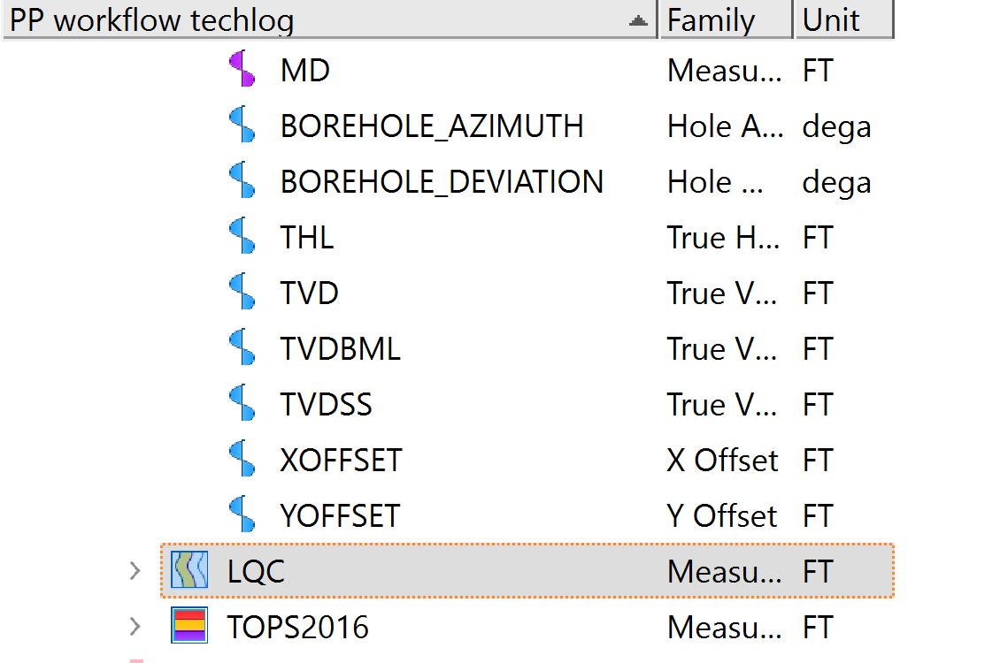 PP workflow techlog Family Unit
MD Measu... FT
BOREHOLE_AZIMUTH Hole A... dega
BOREHOLE_DEVIATION Hole ... dega
THL True H... FT
TVD True V... FT
TVDBML True V... FT
TVDSS True V... FT
XOFFSET X Offset FT
YOFFSET Y Offset FT
LQC Measu... FT
TOPS2016 Measu... FT